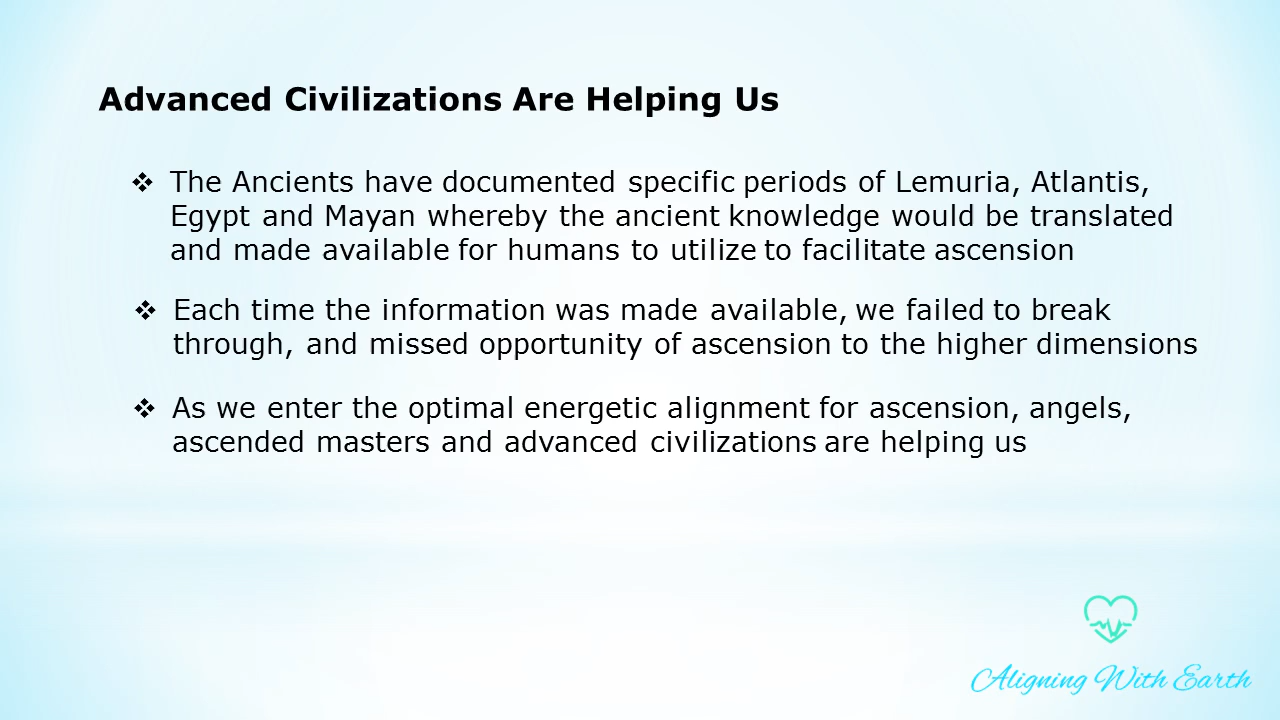 Advanced Civilizations Are Helping Us
❖ The Ancients have documented specific periods of Lemuria, Atlantis,
Egypt and Mayan whereby the ancient knowledge would be translated
and made available for humans to utilize to facilitate ascension
❖ Each time the information was made available, we failed to break
through, and missed opportunity of ascension to the higher dimensions
❖ As we enter the optimal energetic alignment for ascension, angels,
ascended masters and advanced civilizations are helping us
Aligning With Earth